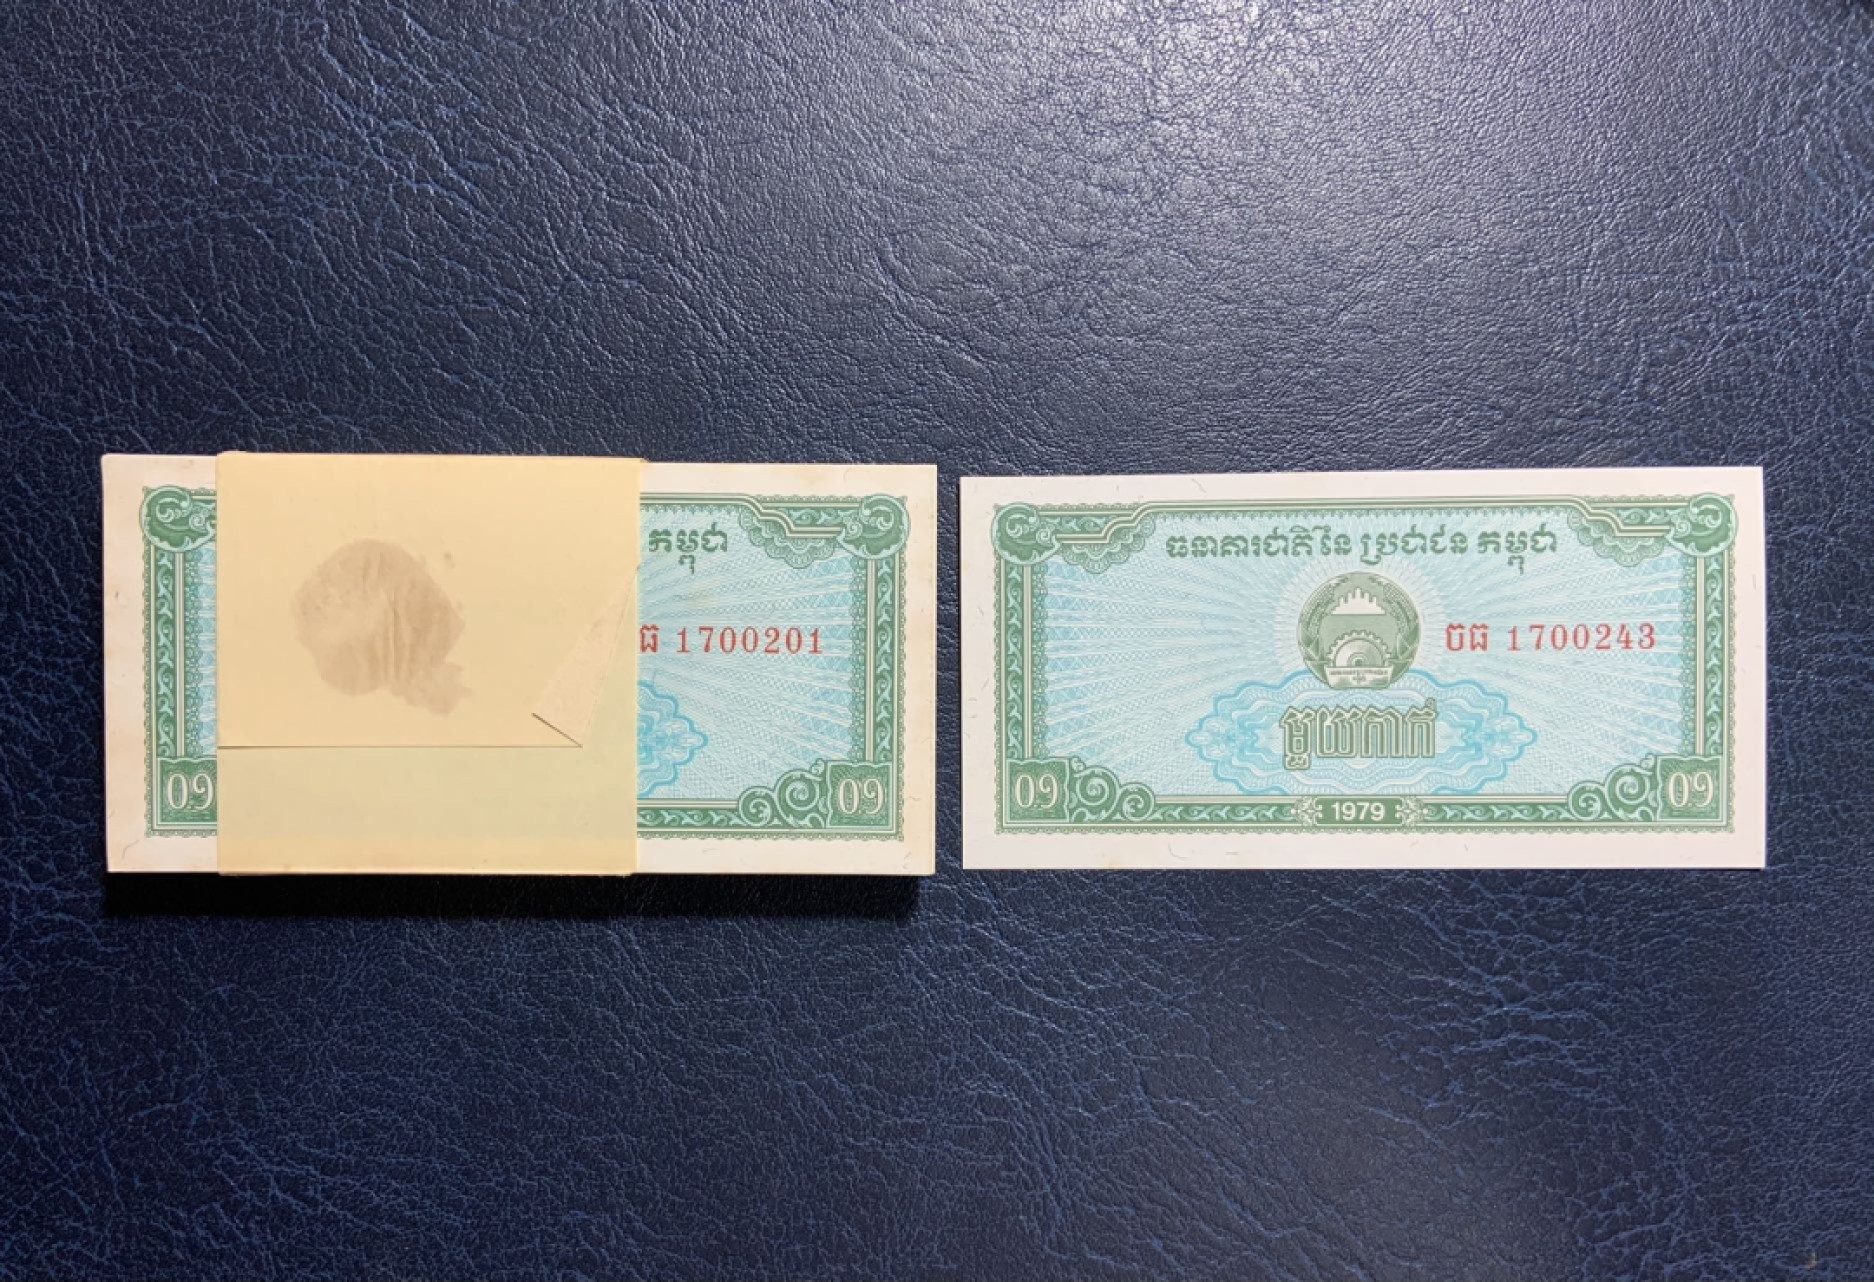 កម្ពុជា
ធ 1700201
០១
០១
ធនាគារជាតិ នៃ ប្រជាជន កម្ពុជា
ចធ 1700243
មួយកាក់
០១
1979
០១